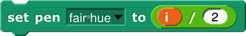 set pen fair hue to i / 2